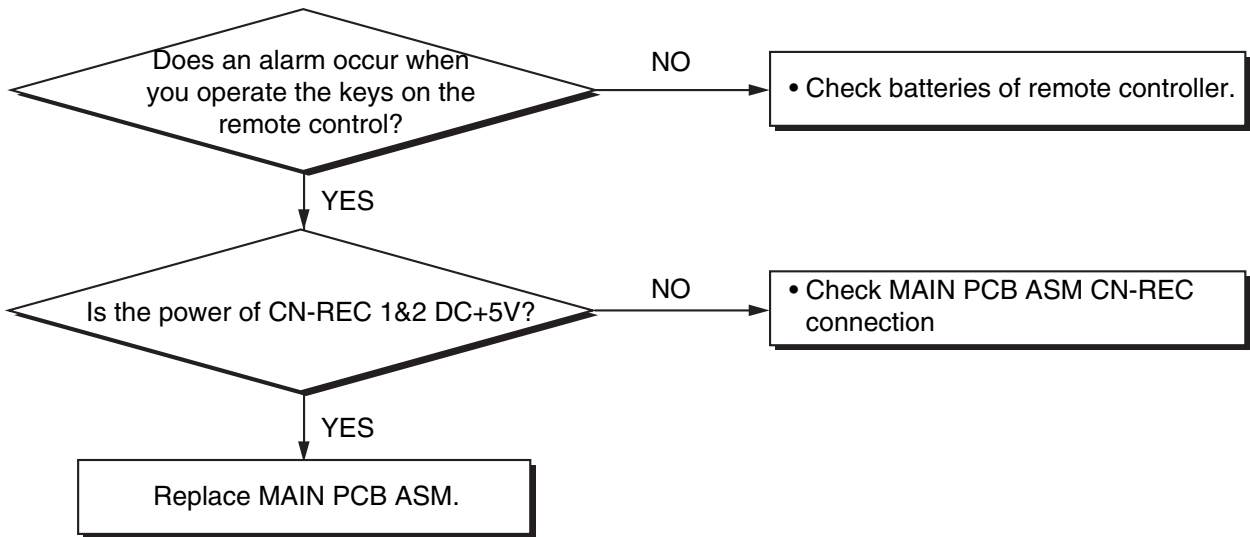 Does an alarm occur when
you operate the keys on the
remote control?
NO
• Check batteries of remote controller.
YES
Is the power of CN-REC 1&2 DC+5V?
NO
• Check MAIN PCB ASM CN-REC
connection
YES
Replace MAIN PCB ASM.